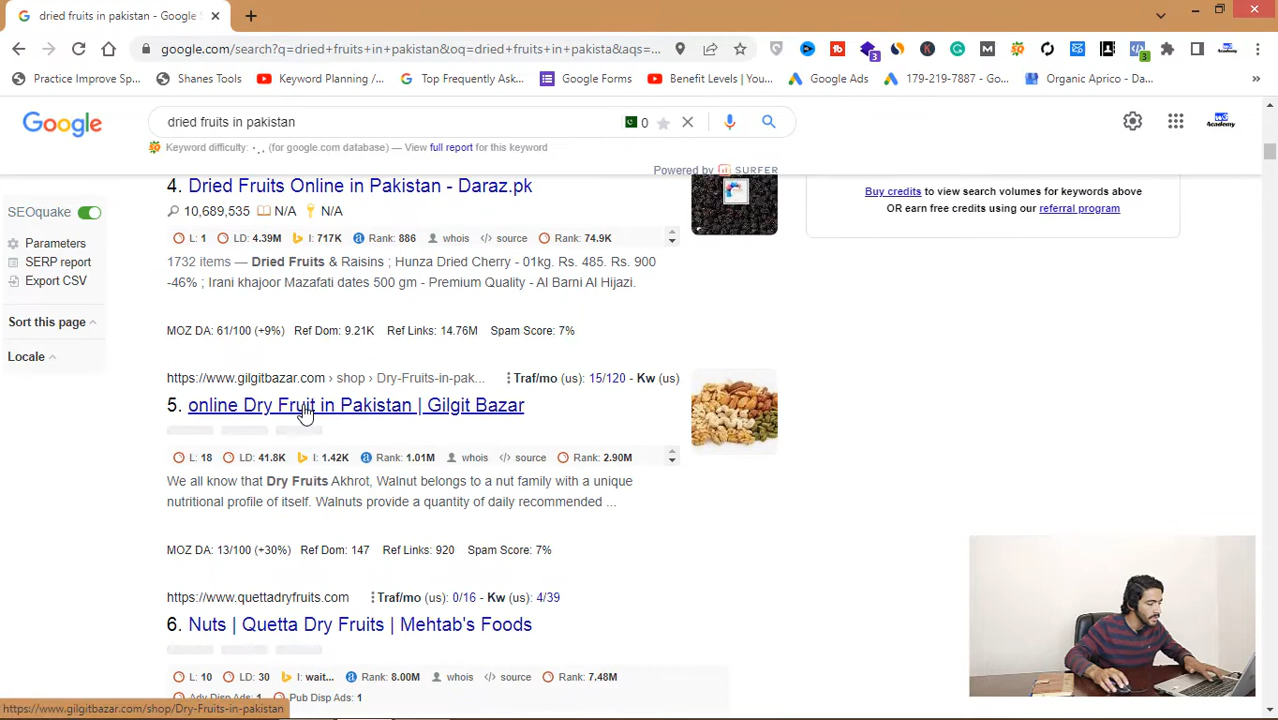 dried fruits in pakistan - Google
google.com/search?q=dried+fruits+in+pakistan&oq=dried+fruits+in+pakista&aqs=...
3
3
Practice Improve Sp...
Shanes Tools
Keyword Planning /...
Top Frequently Ask...
Google Forms
Benefit Levels | You...
Google Ads
179-219-7887 - Go...
Organic Aprico - Da...
»
Google
dried fruits in pakistan
0
Academy
Keyword difficulty: (for google.com database) — View full report for this keyword
Powered by SURFER
SEOquake
Parameters
SERP report
Export CSV
Sort this page
Locale
4. Dried Fruits Online in Pakistan - Daraz.pk
10,689,535 N/A N/A
L: 1 LD: 4.39M I: 717K Rank: 886 whois </> source Rank: 74.9K
1732 items — Dried Fruits & Raisins ; Hunza Dried Cherry - 01kg. Rs. 485. Rs. 900
-46% ; Irani khajoor Mazafati dates 500 gm - Premium Quality - Al Barni Al Hijazi.
MOZ DA: 61/100 (+9%) Ref Dom: 9.21K Ref Links: 14.76M Spam Score: 7%
Buy credits to view search volumes for keywords above
OR earn free credits using our referral program
https://www.gilgitbazar.com › shop › Dry-Fruits-in-pak... Traf/mo (us): 15/120 - Kw (us)
5. online Dry Fruit in Pakistan | Gilgit Bazar
L: 18 LD: 41.8K I: 1.42K Rank: 1.01M whois </> source Rank: 2.90M
We all know that Dry Fruits Akhrot, Walnut belongs to a nut family with a unique
nutritional profile of itself. Walnuts provide a quantity of daily recommended ...
MOZ DA: 13/100 (+30%) Ref Dom: 147 Ref Links: 920 Spam Score: 7%
https://www.quettadryfruits.com Traf/mo (us): 0/16 - Kw (us): 4/39
6. Nuts | Quetta Dry Fruits | Mehtab's Foods
L: 10 LD: 30 I: wait... Rank: 8.00M whois </> source Rank: 7.48M
Adv Disp Ads: 1 Pub Disp Ads: 1
https://www.gilgitbazar.com/shop/Dry-Fruits-in-pakistan